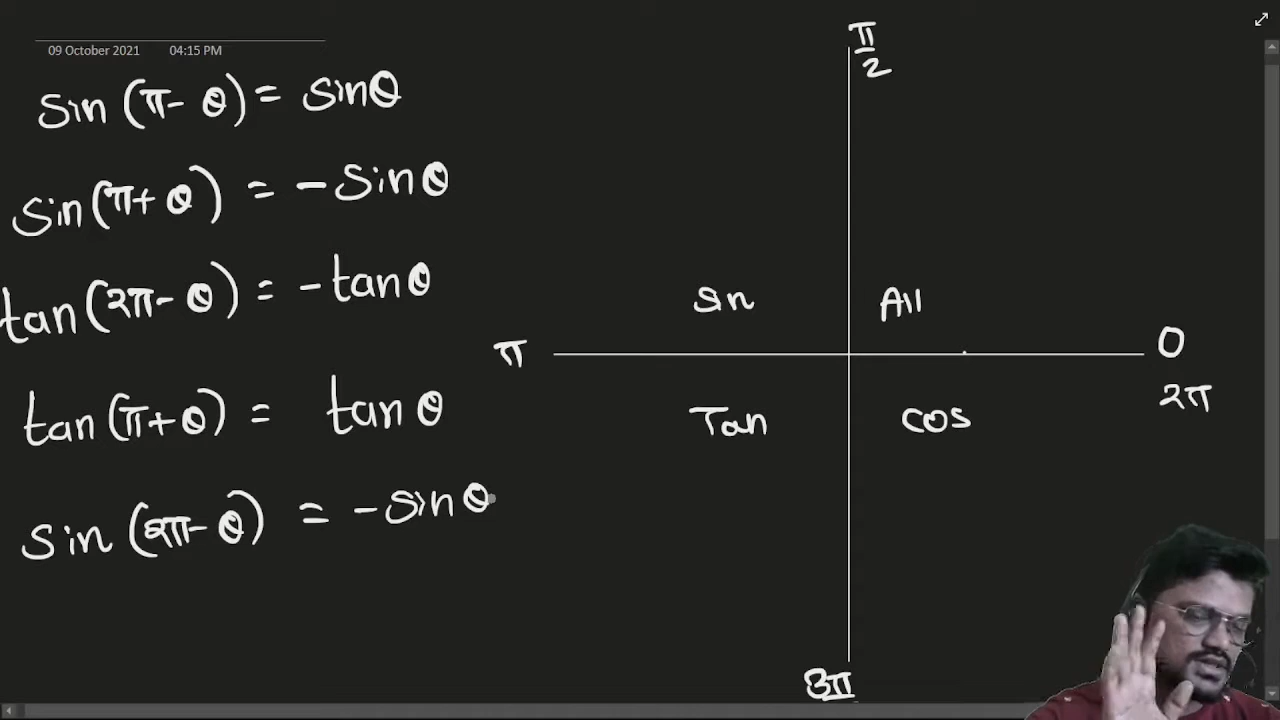 09 October 2021 04:15 PM
sin (π - θ) = sinθ
sin (π + θ) = - sinθ
tan (2π - θ) = - tanθ
tan (π + θ) = tanθ
sin (2π - θ) = - sinθ
π/2
Sin All
π 0
2π
Tan cos
3π